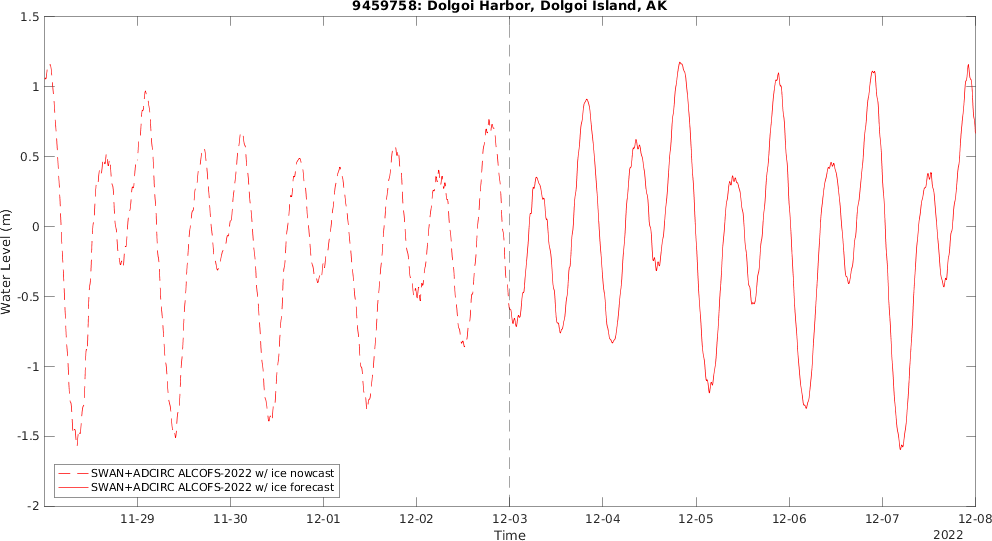 9459758: Dolgoi Harbor, Dolgoi Island, AK
1.5
1
0.5
0
-0.5
-1
-1.5
-2
Water Level (m)
SWAN+ADCIRC ALCOFS-2022 w/ ice nowcast
SWAN+ADCIRC ALCOFS-2022 w/ ice forecast
11-29 11-30 12-01 12-02 12-03 12-04 12-05 12-06 12-07 12-08
Time
2022